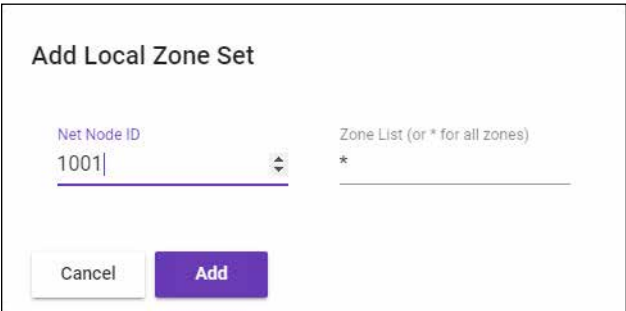 Add Local Zone Set
Net Node ID Zone List (or * for all zones)
1001 *
Cancel Add